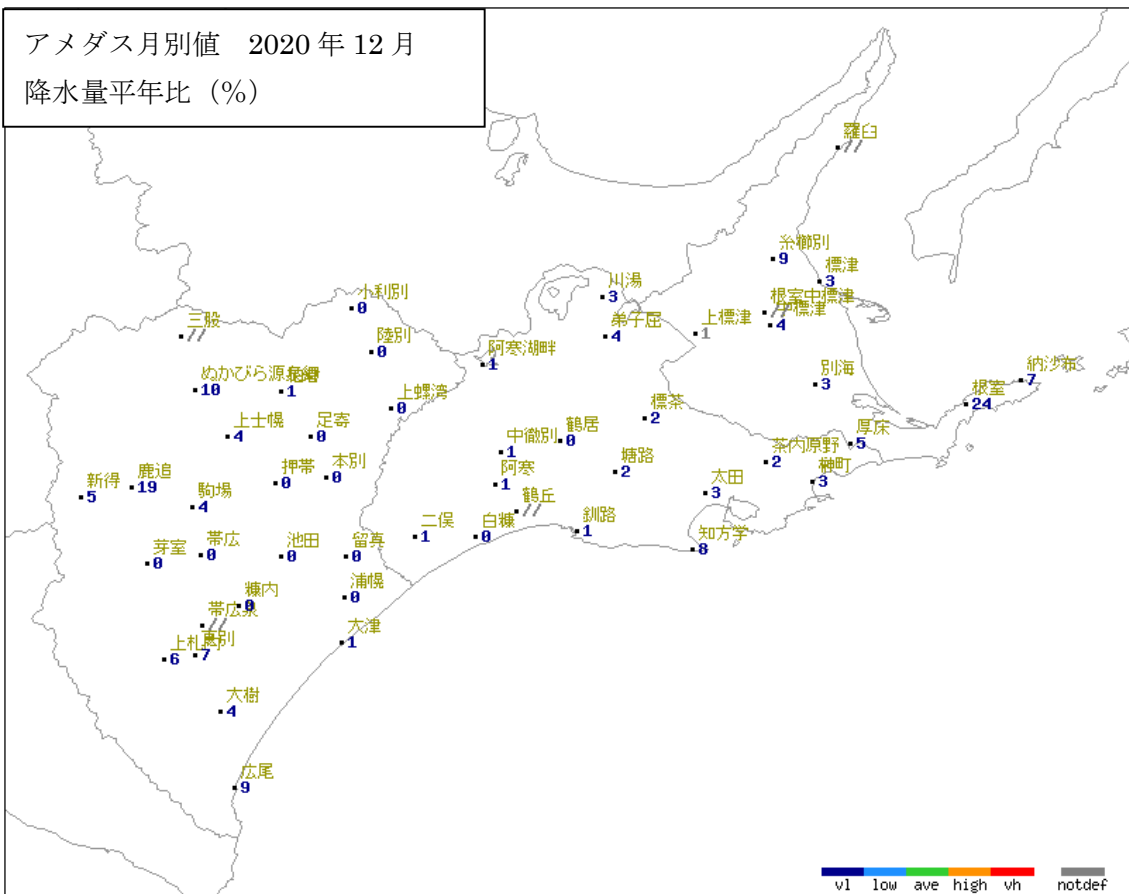 アメダス月別値 2020年12月
降水量平年比(%)
羅臼
//
糸櫛別
9
標津
3
川湯
3
根室中標津
//
中標津
4
小利別
0
三股
//
上標津
1
弟子屈
4
陸別
0
阿寒湖畔
1
ぬかびら源泉郷
10
1
別海
3
納沙布
7
根室
24
上螺湾
0
標茶
2
上士幌
4
足寄
0
中徹別
1
鶴居
0
厚床
5
茶内原野
2
榊町
3
新得
5
鹿追
19
押帯
0
本別
0
阿寒
1
塘路
2
太田
3
駒場
4
鶴丘
//
二俣
1
白糠
0
釧路
1
知方学
8
芽室
0
帯広
0
池田
0
留真
0
糠内
0
浦幌
0
帯広泉
//
上札内
6
更別
7
大津
1
大樹
4
広尾
9
vl low ave high vh notdef